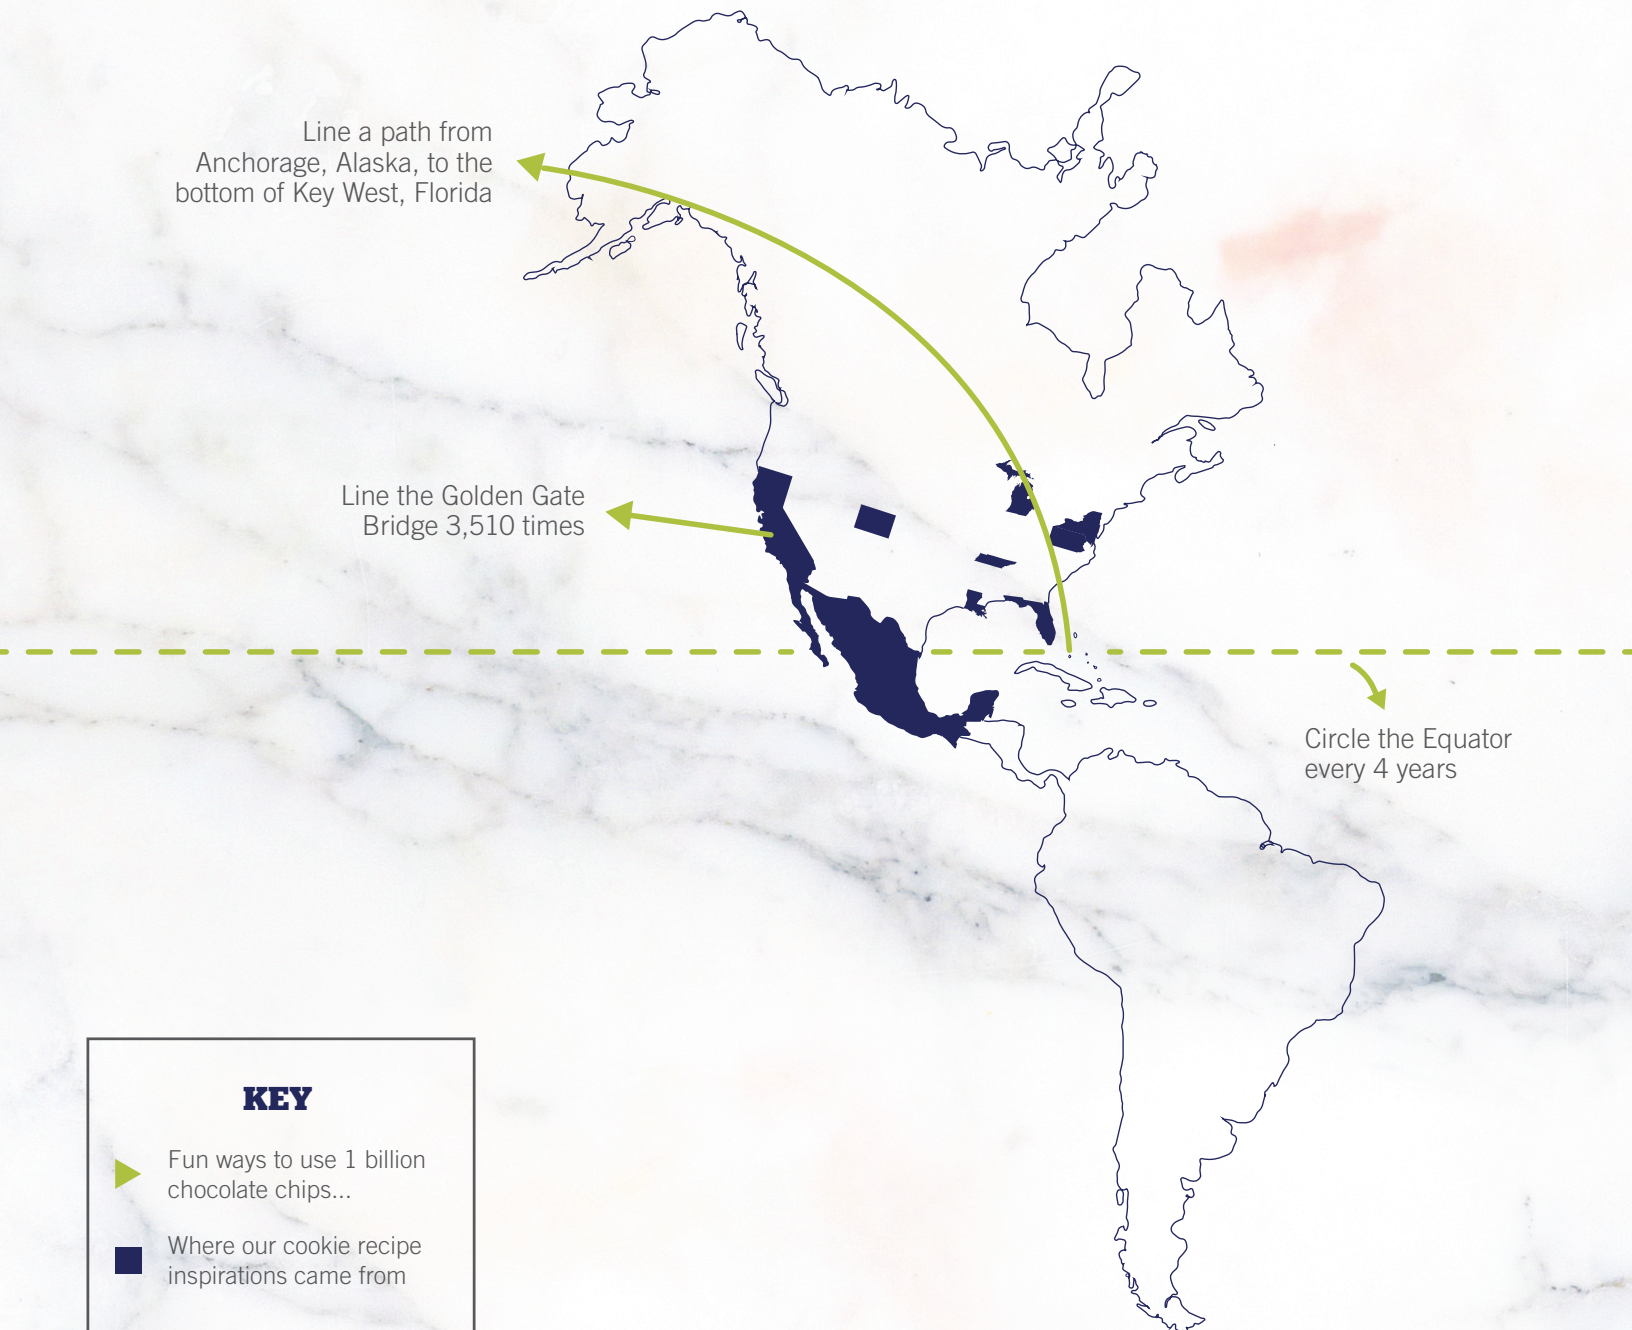 Line a path from
Anchorage, Alaska, to the
bottom of Key West, Florida
Line the Golden Gate
Bridge 3,510 times
Circle the Equator
every 4 years
KEY
Fun ways to use 1 billion
chocolate chips...
Where our cookie recipe
inspirations came from